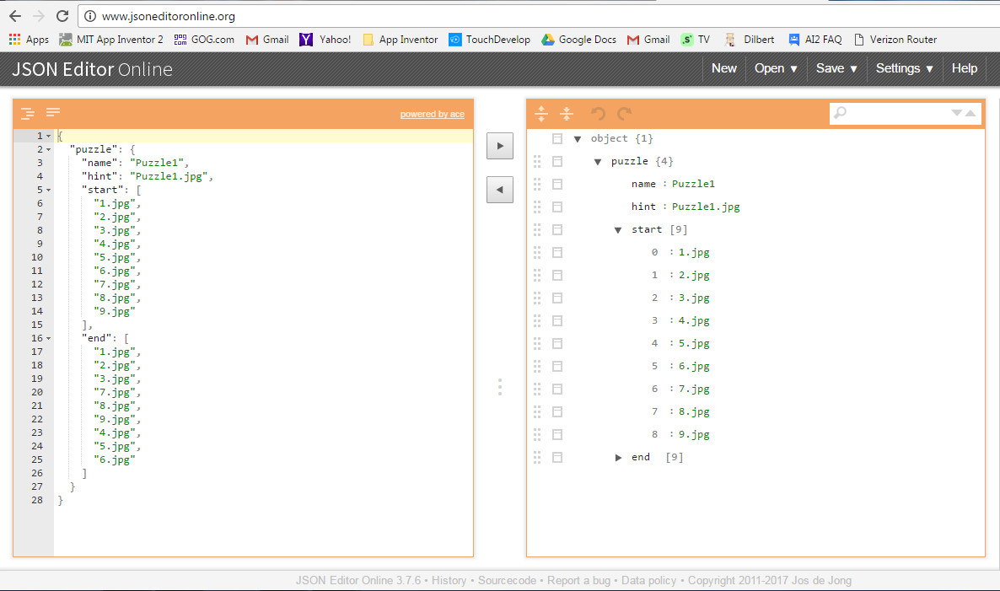 www.jsoneditoronline.org
Apps MIT App Inventor 2 GOG.com Gmail Yahoo! App Inventor TouchDevelop Google Docs Gmail TV Dilbert AI2 FAQ Verizon Router
JSON Editor Online New Open ▼ Save ▼ Settings ▼ Help
powered by ace
1 {
2 "puzzle": {
3 "name": "Puzzle1",
4 "hint": "Puzzle1.jpg",
5 "start": [
6 "1.jpg",
7 "2.jpg",
8 "3.jpg",
9 "4.jpg",
10 "5.jpg",
11 "6.jpg",
12 "7.jpg",
13 "8.jpg",
14 "9.jpg"
15 ],
16 "end": [
17 "1.jpg",
18 "2.jpg",
19 "3.jpg",
20 "7.jpg",
21 "8.jpg",
22 "9.jpg",
23 "4.jpg",
24 "5.jpg",
25 "6.jpg"
26 ]
27 }
28 }
object {1}
puzzle {4}
name : Puzzle1
hint : Puzzle1.jpg
start [9]
0 : 1.jpg
1 : 2.jpg
2 : 3.jpg
3 : 4.jpg
4 : 5.jpg
5 : 6.jpg
6 : 7.jpg
7 : 8.jpg
8 : 9.jpg
end [9]
JSON Editor Online 3.7.6 • History • Sourcecode • Report a bug • Data policy • Copyright 2011-2017 Jos de Jong